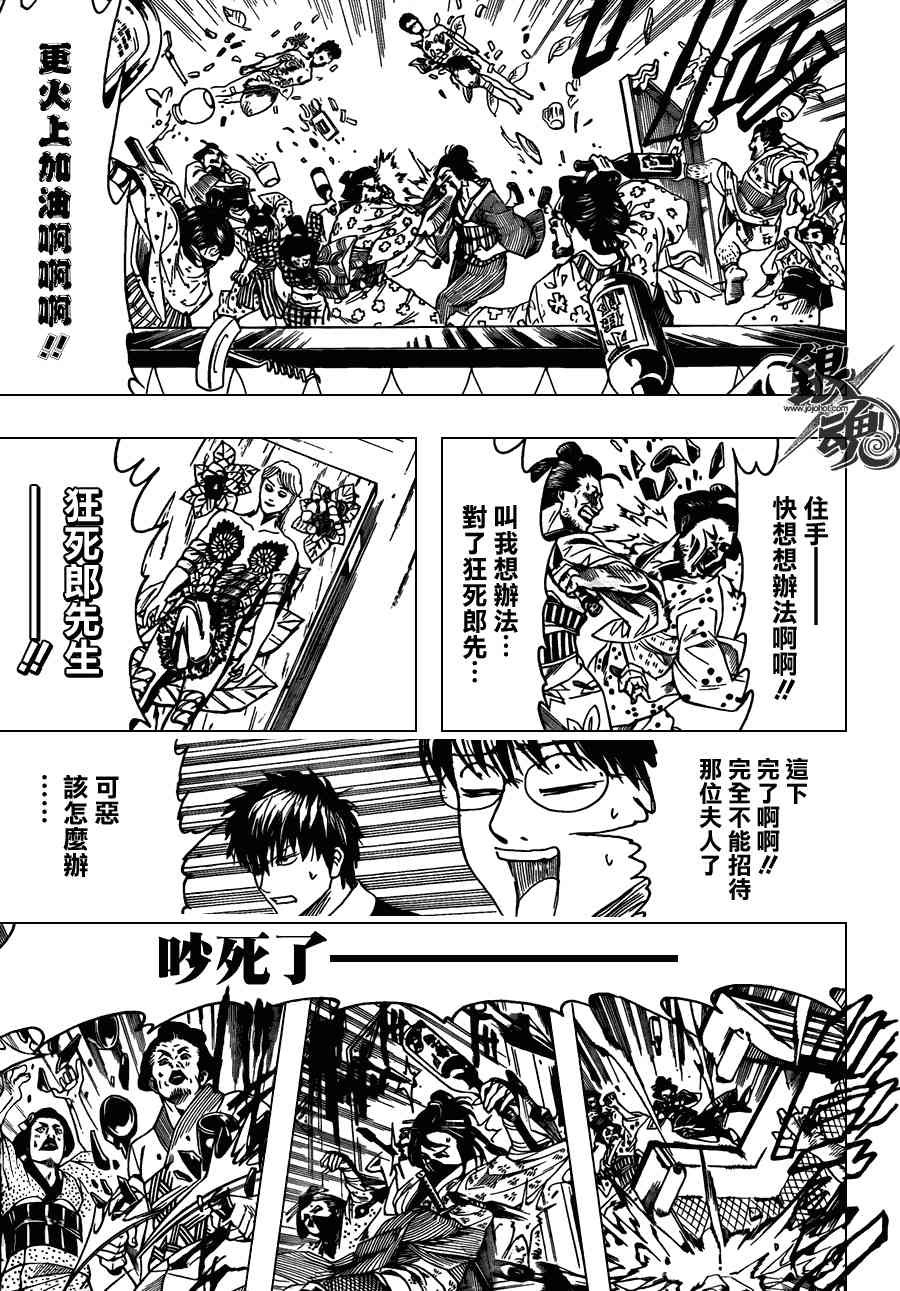 更火上加油啊啊啊!!
銀魂
www.jojohot.com
住手——
快想想辦法啊啊!!
叫我想辦法…
對了狂死郎先…
狂死郎先生——!!
這下
完了啊啊!!
完全不能招待
那位夫人了
可惡
該怎麼辦
……
吵死了——